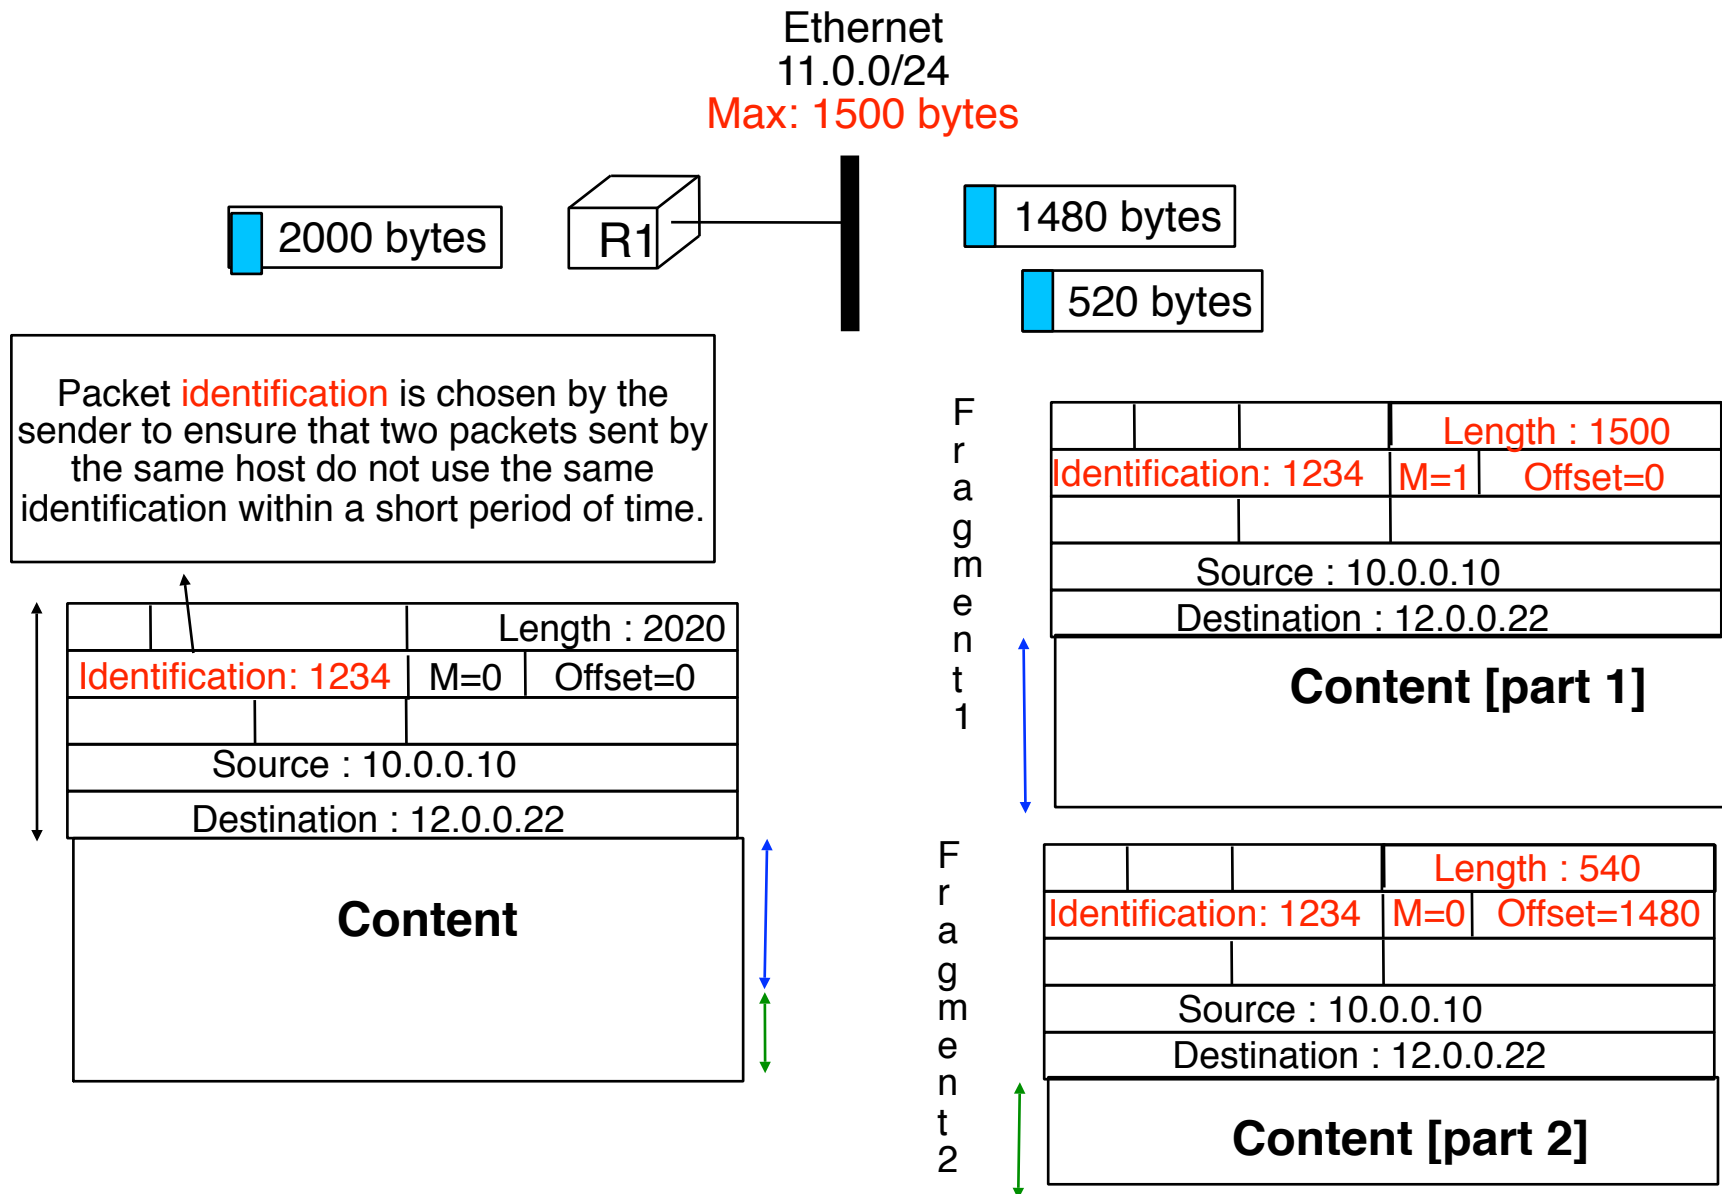 Ethernet
11.0.0/24
Max: 1500 bytes
2000 bytes
R1
1480 bytes
520 bytes
Packet identification is chosen by the
sender to ensure that two packets sent by
the same host do not use the same
identification within a short period of time.
Length : 2020
Identification: 1234 M=0 Offset=0
Source : 10.0.0.10
Destination : 12.0.0.22
Content
Fragment1
Length : 1500
Identification: 1234 M=1 Offset=0
Source : 10.0.0.10
Destination : 12.0.0.22
Content [part 1]
Fragment2
Length : 540
Identification: 1234 M=0 Offset=1480
Source : 10.0.0.10
Destination : 12.0.0.22
Content [part 2]